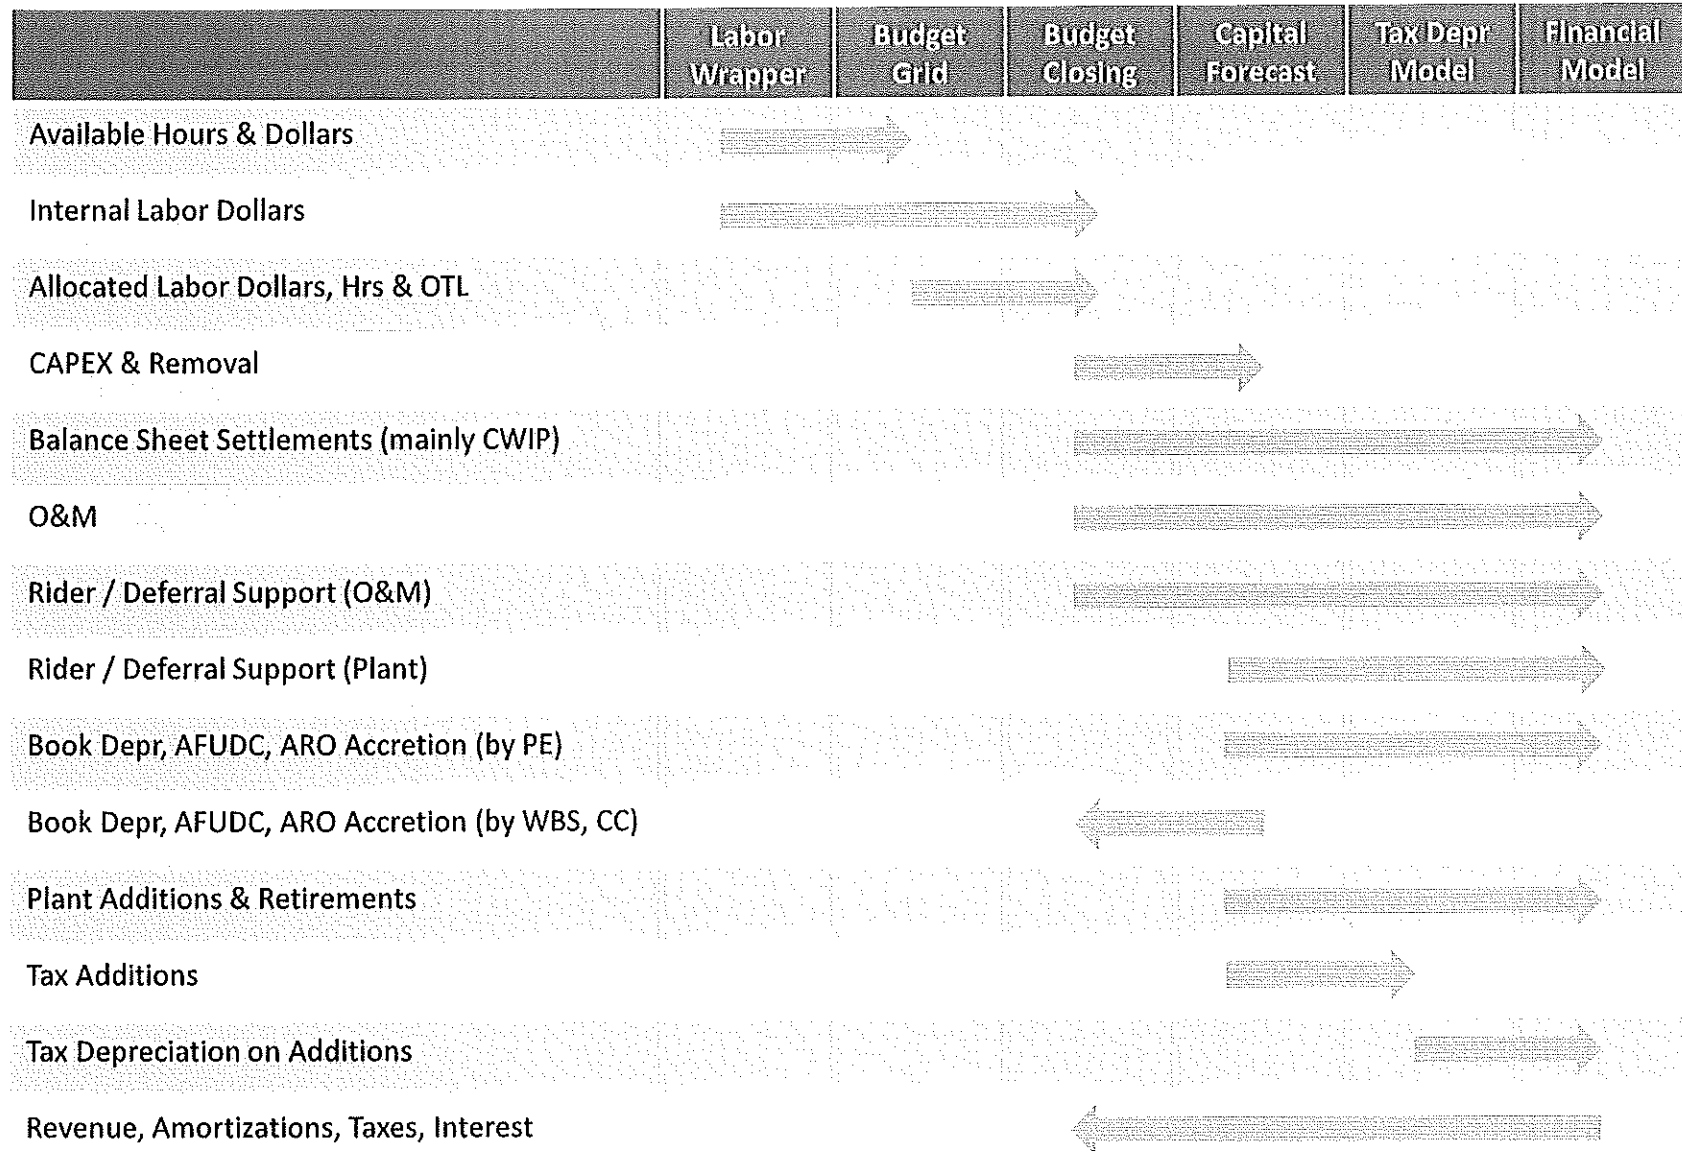 Labor Wrapper
Budget Grid
Budget Closing
Capital Forecast
Tax Depr Model
Financial Model
Available Hours & Dollars
Internal Labor Dollars
Allocated Labor Dollars, Hrs & OTL
CAPEX & Removal
Balance Sheet Settlements (mainly CWIP)
O&M
Rider / Deferral Support (O&M)
Rider / Deferral Support (Plant)
Book Depr, AFUDC, ARO Accretion (by PE)
Book Depr, AFUDC, ARO Accretion (by WBS, CC)
Plant Additions & Retirements
Tax Additions
Tax Depreciation on Additions
Revenue, Amortizations, Taxes, Interest